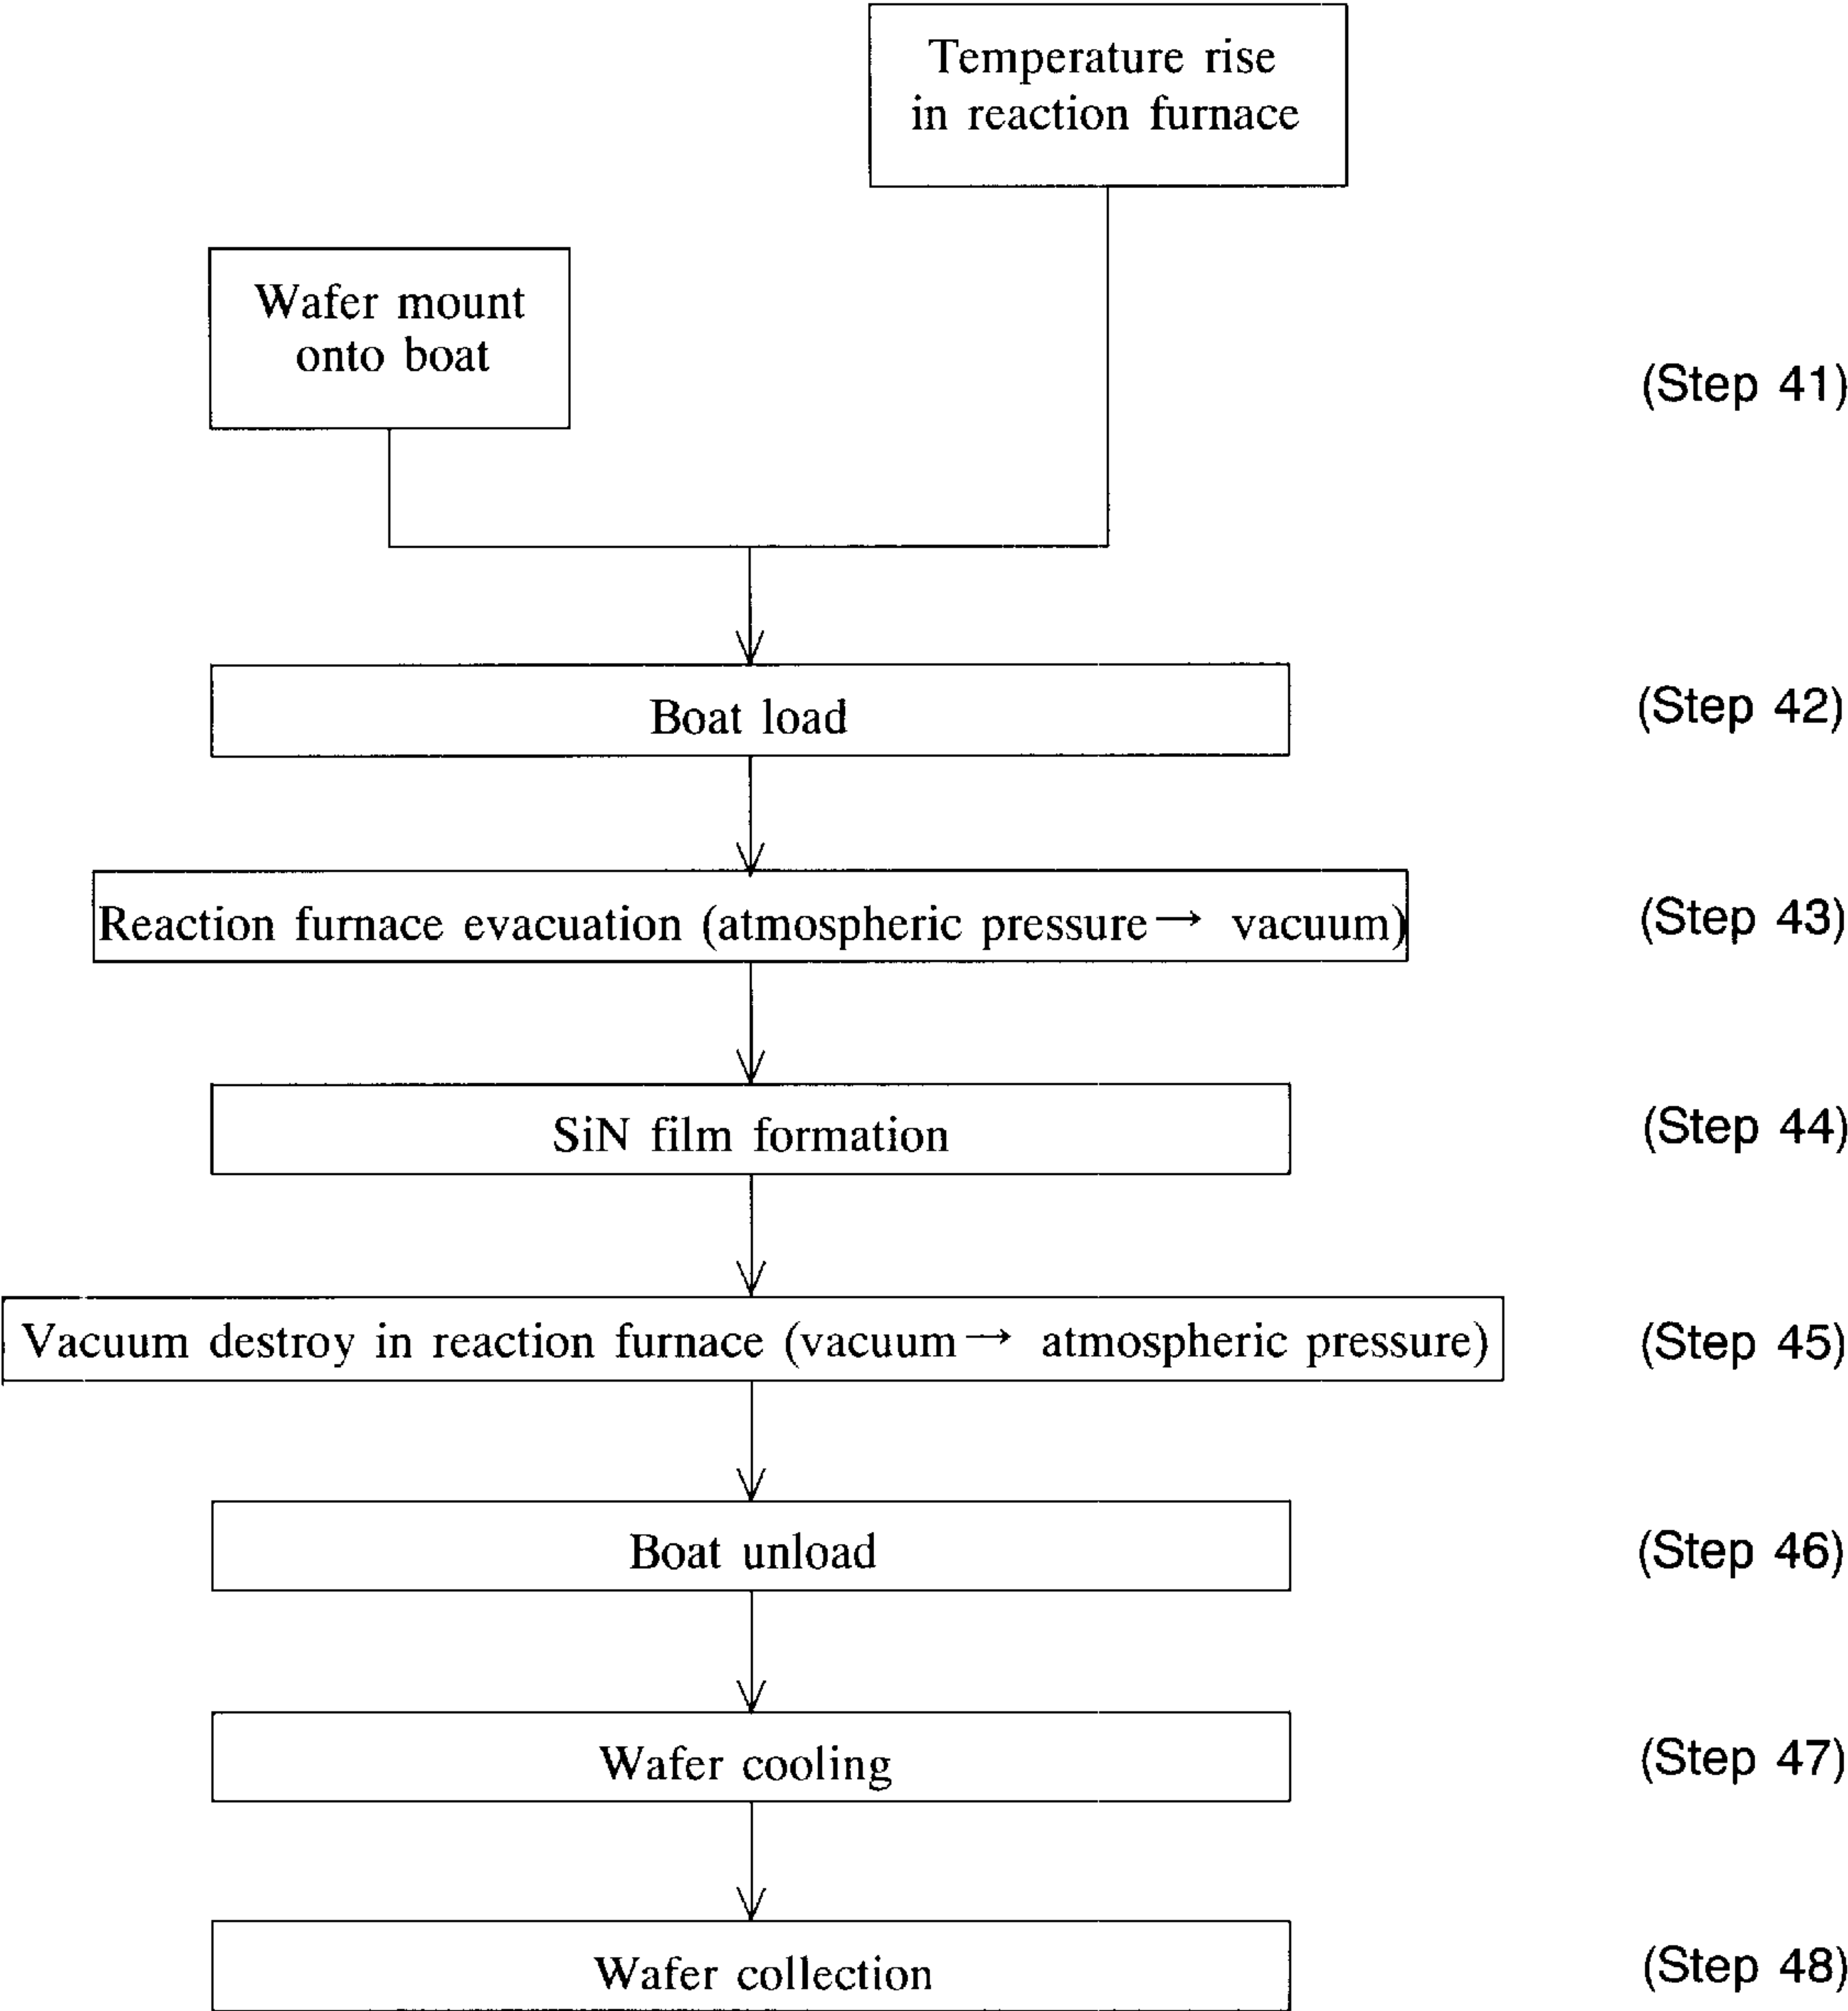 Temperature rise
in reaction furnace
Wafer mount
onto boat
(Step 41)
Boat load
(Step 42)
Reaction furnace evacuation (atmospheric pressure→ vacuum)
(Step 43)
SiN film formation
(Step 44)
Vacuum destroy in reaction furnace (vacuum→ atmospheric pressure)
(Step 45)
Boat unload
(Step 46)
Wafer cooling
(Step 47)
Wafer collection
(Step 48)